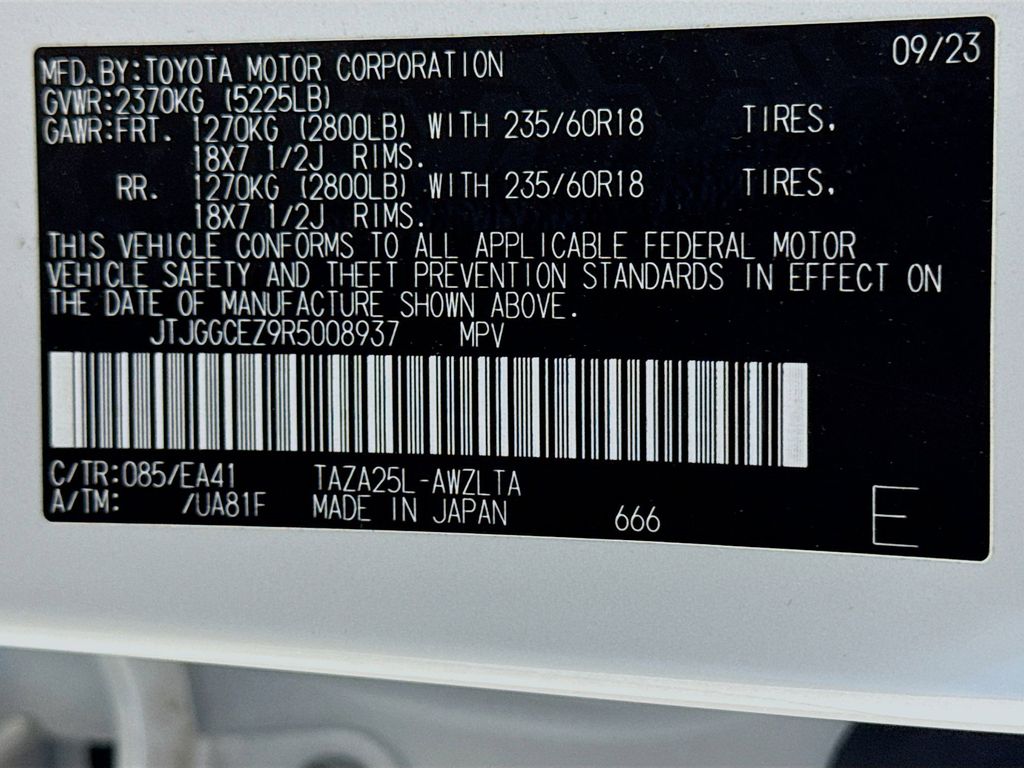 09/23
MFD.BY:TOYOTA MOTOR CORPORATION
GVWR:2370KG (5225LB)
GAWR:FRT. 1270KG (2800LB) WITH 235/60R18 TIRES.
18X7 1/2J RIMS.
RR. 1270KG (2800LB) WITH 235/60R18 TIRES.
18X7 1/2J RIMS.
THIS VEHICLE CONFORMS TO ALL APPLICABLE FEDERAL MOTOR
VEHICLE SAFETY AND THEFT PREVENTION STANDARDS IN EFFECT ON
THE DATE OF MANUFACTURE SHOWN ABOVE.
JTJGGCEZ9R5008937 MPV
C/TR:085/EA41 TAZA25L-AWZLTA
A/TM: /UA81F MADE IN JAPAN 666 E